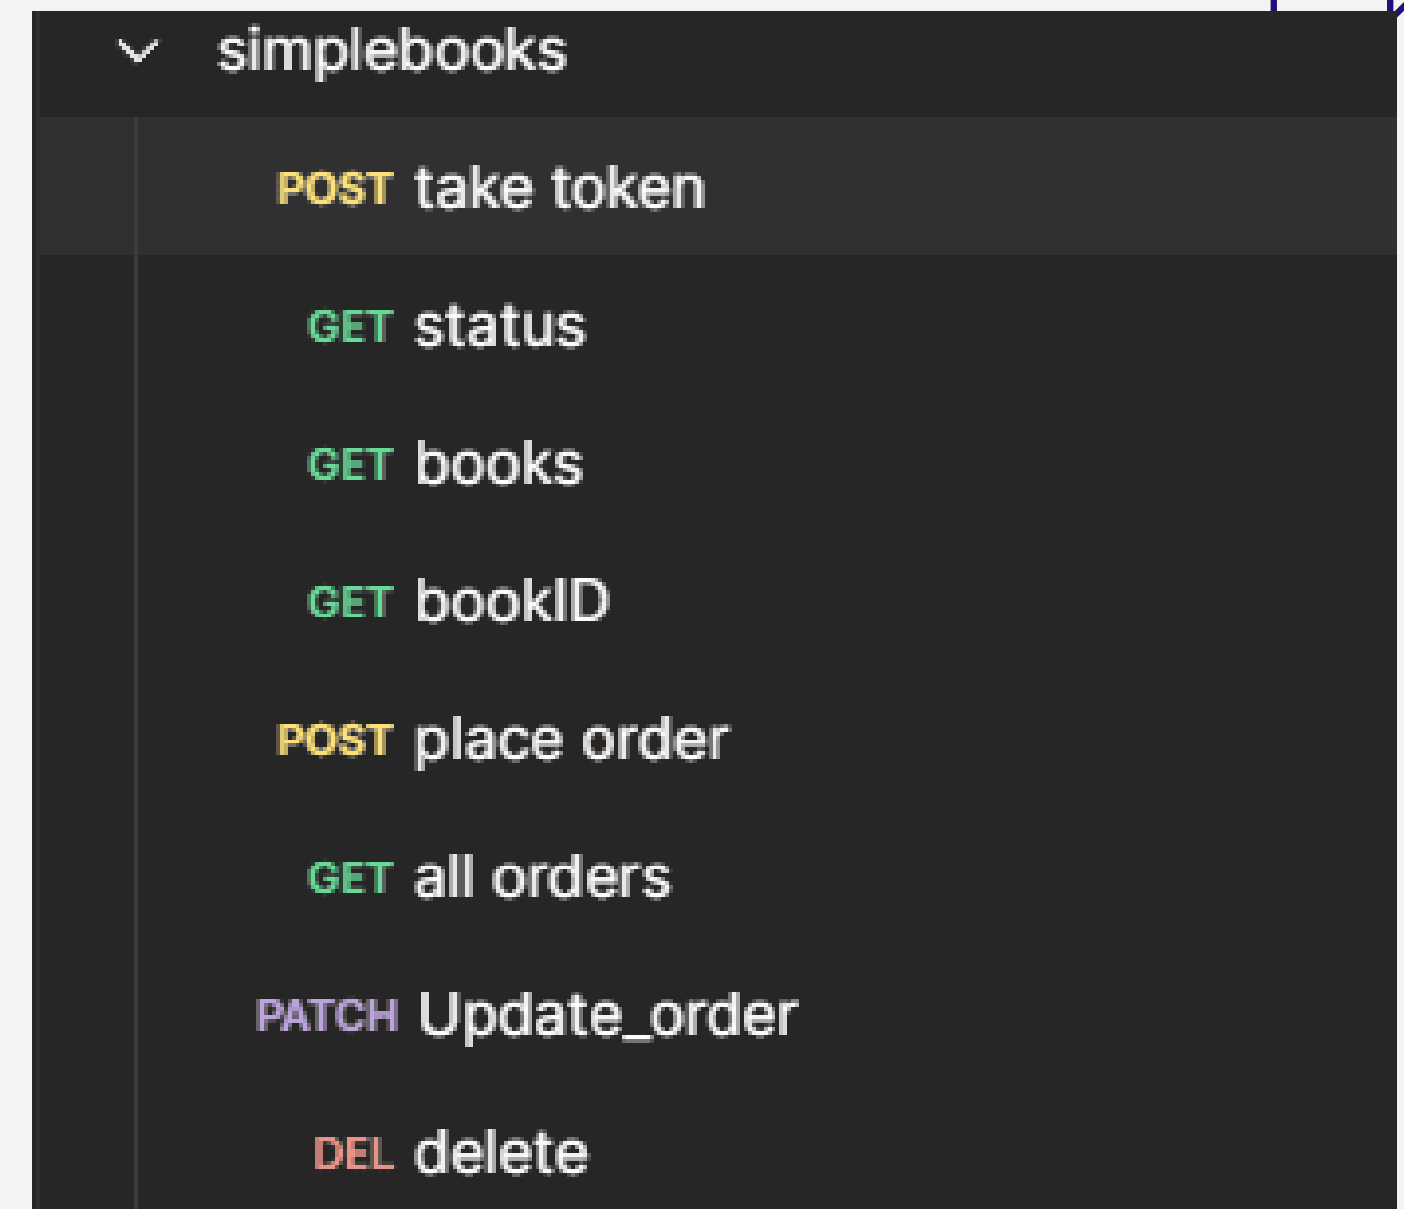 simplebooks
POST take token
GET status
GET books
GET bookID
POST place order
GET all orders
PATCH Update_order
DEL delete